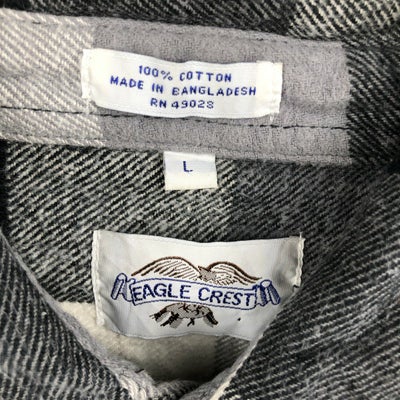 100% COTTON
MADE IN BANGLADESH
RN 49028
L
EAGLE CREST